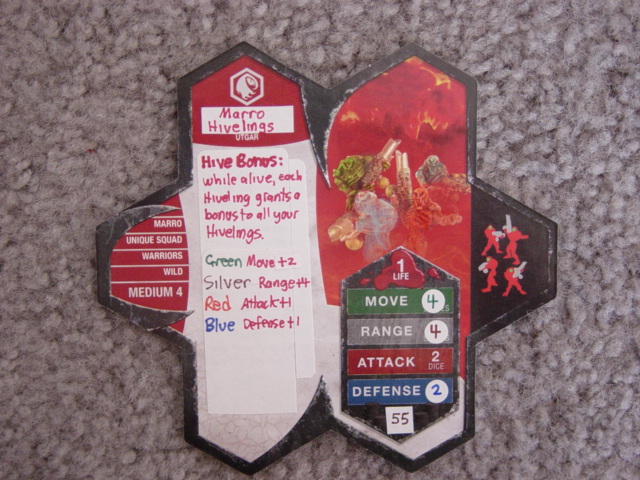 Marro
Hivelings
UTGAR
Hive Bonus:
While alive, each
Hiveling grants a
bonus to all your
Hivelings.
Green Move +2
Silver Range +4
Red Attack +1
Blue Defense +1
MARRO
UNIQUE SQUAD
WARRIORS
WILD
MEDIUM 4
1
LIFE
MOVE 4
RANGE 4
ATTACK 2
DICE
DEFENSE 2
55